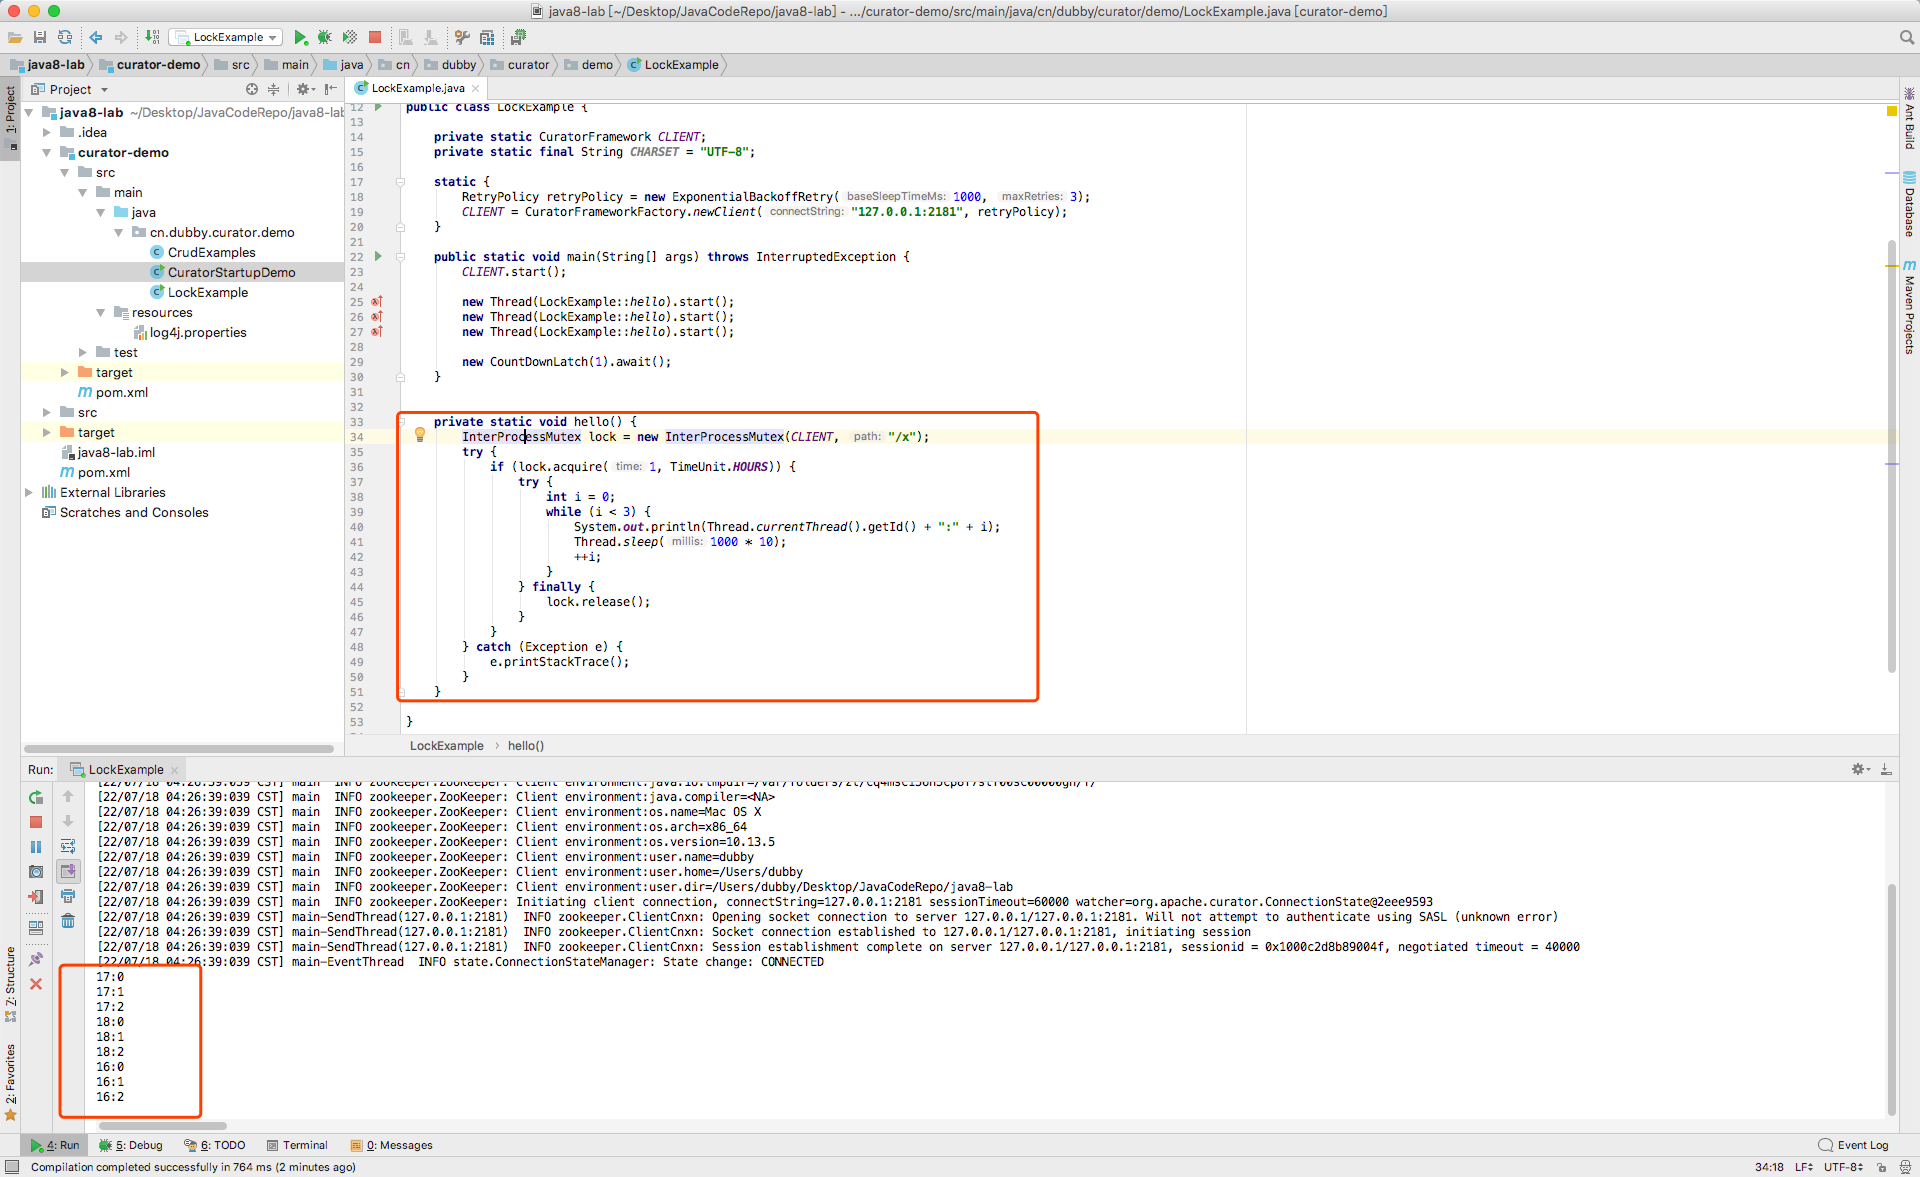 java8-lab [~/Desktop/JavaCodeRepo/java8-lab] - .../curator-demo/src/main/java/cn/dubby/curator/demo/LockExample.java [curator-demo]
LockExample
java8-lab curator-demo src main java cn dubby curator demo LockExample
Project
LockExample.java
1: Project
java8-lab ~/Desktop/JavaCodeRepo/java8-lab
.idea
curator-demo
src
main
java
cn.dubby.curator.demo
CrudExamples
CuratorStartupDemo
LockExample
resources
log4j.properties
test
target
pom.xml
src
target
java8-lab.iml
pom.xml
External Libraries
Scratches and Consoles
12 public class LockExample {
13
14 private static CuratorFramework CLIENT;
15 private static final String CHARSET = "UTF-8";
16
17 static {
18 RetryPolicy retryPolicy = new ExponentialBackoffRetry( baseSleepTimeMs: 1000, maxRetries: 3);
19 CLIENT = CuratorFrameworkFactory.newClient( connectString: "127.0.0.1:2181", retryPolicy);
20 }
21
22 public static void main(String[] args) throws InterruptedException {
23 CLIENT.start();
24
25 new Thread(LockExample::hello).start();
26 new Thread(LockExample::hello).start();
27 new Thread(LockExample::hello).start();
28
29 new CountDownLatch(1).await();
30 }
31
32
33 private static void hello() {
34 InterProcessMutex lock = new InterProcessMutex(CLIENT, path: "/x");
35 try {
36 if (lock.acquire( time: 1, TimeUnit.HOURS)) {
37 try {
38 int i = 0;
39 while (i < 3) {
40 System.out.println(Thread.currentThread().getId() + ":" + i);
41 Thread.sleep( millis: 1000 * 10);
42 ++i;
43 }
44 } finally {
45 lock.release();
46 }
47 }
48 } catch (Exception e) {
49 e.printStackTrace();
50 }
51 }
52
53 }
LockExample › hello()
Ant Build
Database
Maven Projects
Run: LockExample
[22/07/18 04:26:39:039 CST] main INFO zookeeper.ZooKeeper: Client environment:java.compiler=<NA>
[22/07/18 04:26:39:039 CST] main INFO zookeeper.ZooKeeper: Client environment:os.name=Mac OS X
[22/07/18 04:26:39:039 CST] main INFO zookeeper.ZooKeeper: Client environment:os.arch=x86_64
[22/07/18 04:26:39:039 CST] main INFO zookeeper.ZooKeeper: Client environment:os.version=10.13.5
[22/07/18 04:26:39:039 CST] main INFO zookeeper.ZooKeeper: Client environment:user.name=dubby
[22/07/18 04:26:39:039 CST] main INFO zookeeper.ZooKeeper: Client environment:user.home=/Users/dubby
[22/07/18 04:26:39:039 CST] main INFO zookeeper.ZooKeeper: Client environment:user.dir=/Users/dubby/Desktop/JavaCodeRepo/java8-lab
[22/07/18 04:26:39:039 CST] main INFO zookeeper.ZooKeeper: Initiating client connection, connectString=127.0.0.1:2181 sessionTimeout=60000 watcher=org.apache.curator.ConnectionState@2eee9593
[22/07/18 04:26:39:039 CST] main-SendThread(127.0.0.1:2181) INFO zookeeper.ClientCnxn: Opening socket connection to server 127.0.0.1/127.0.0.1:2181. Will not attempt to authenticate using SASL (unknown error)
[22/07/18 04:26:39:039 CST] main-SendThread(127.0.0.1:2181) INFO zookeeper.ClientCnxn: Socket connection established to 127.0.0.1/127.0.0.1:2181, initiating session
[22/07/18 04:26:39:039 CST] main-SendThread(127.0.0.1:2181) INFO zookeeper.ClientCnxn: Session establishment complete on server 127.0.0.1/127.0.0.1:2181, sessionid = 0x1000c2d8b89004f, negotiated timeout = 40000
[22/07/18 04:26:39:039 CST] main-EventThread INFO state.ConnectionStateManager: State change: CONNECTED
17:0
17:1
17:2
18:0
18:1
18:2
16:0
16:1
16:2
7: Structure
2: Favorites
4: Run 5: Debug 6: TODO Terminal 0: Messages Event Log
Compilation completed successfully in 764 ms (2 minutes ago) 34:18 LF UTF-8